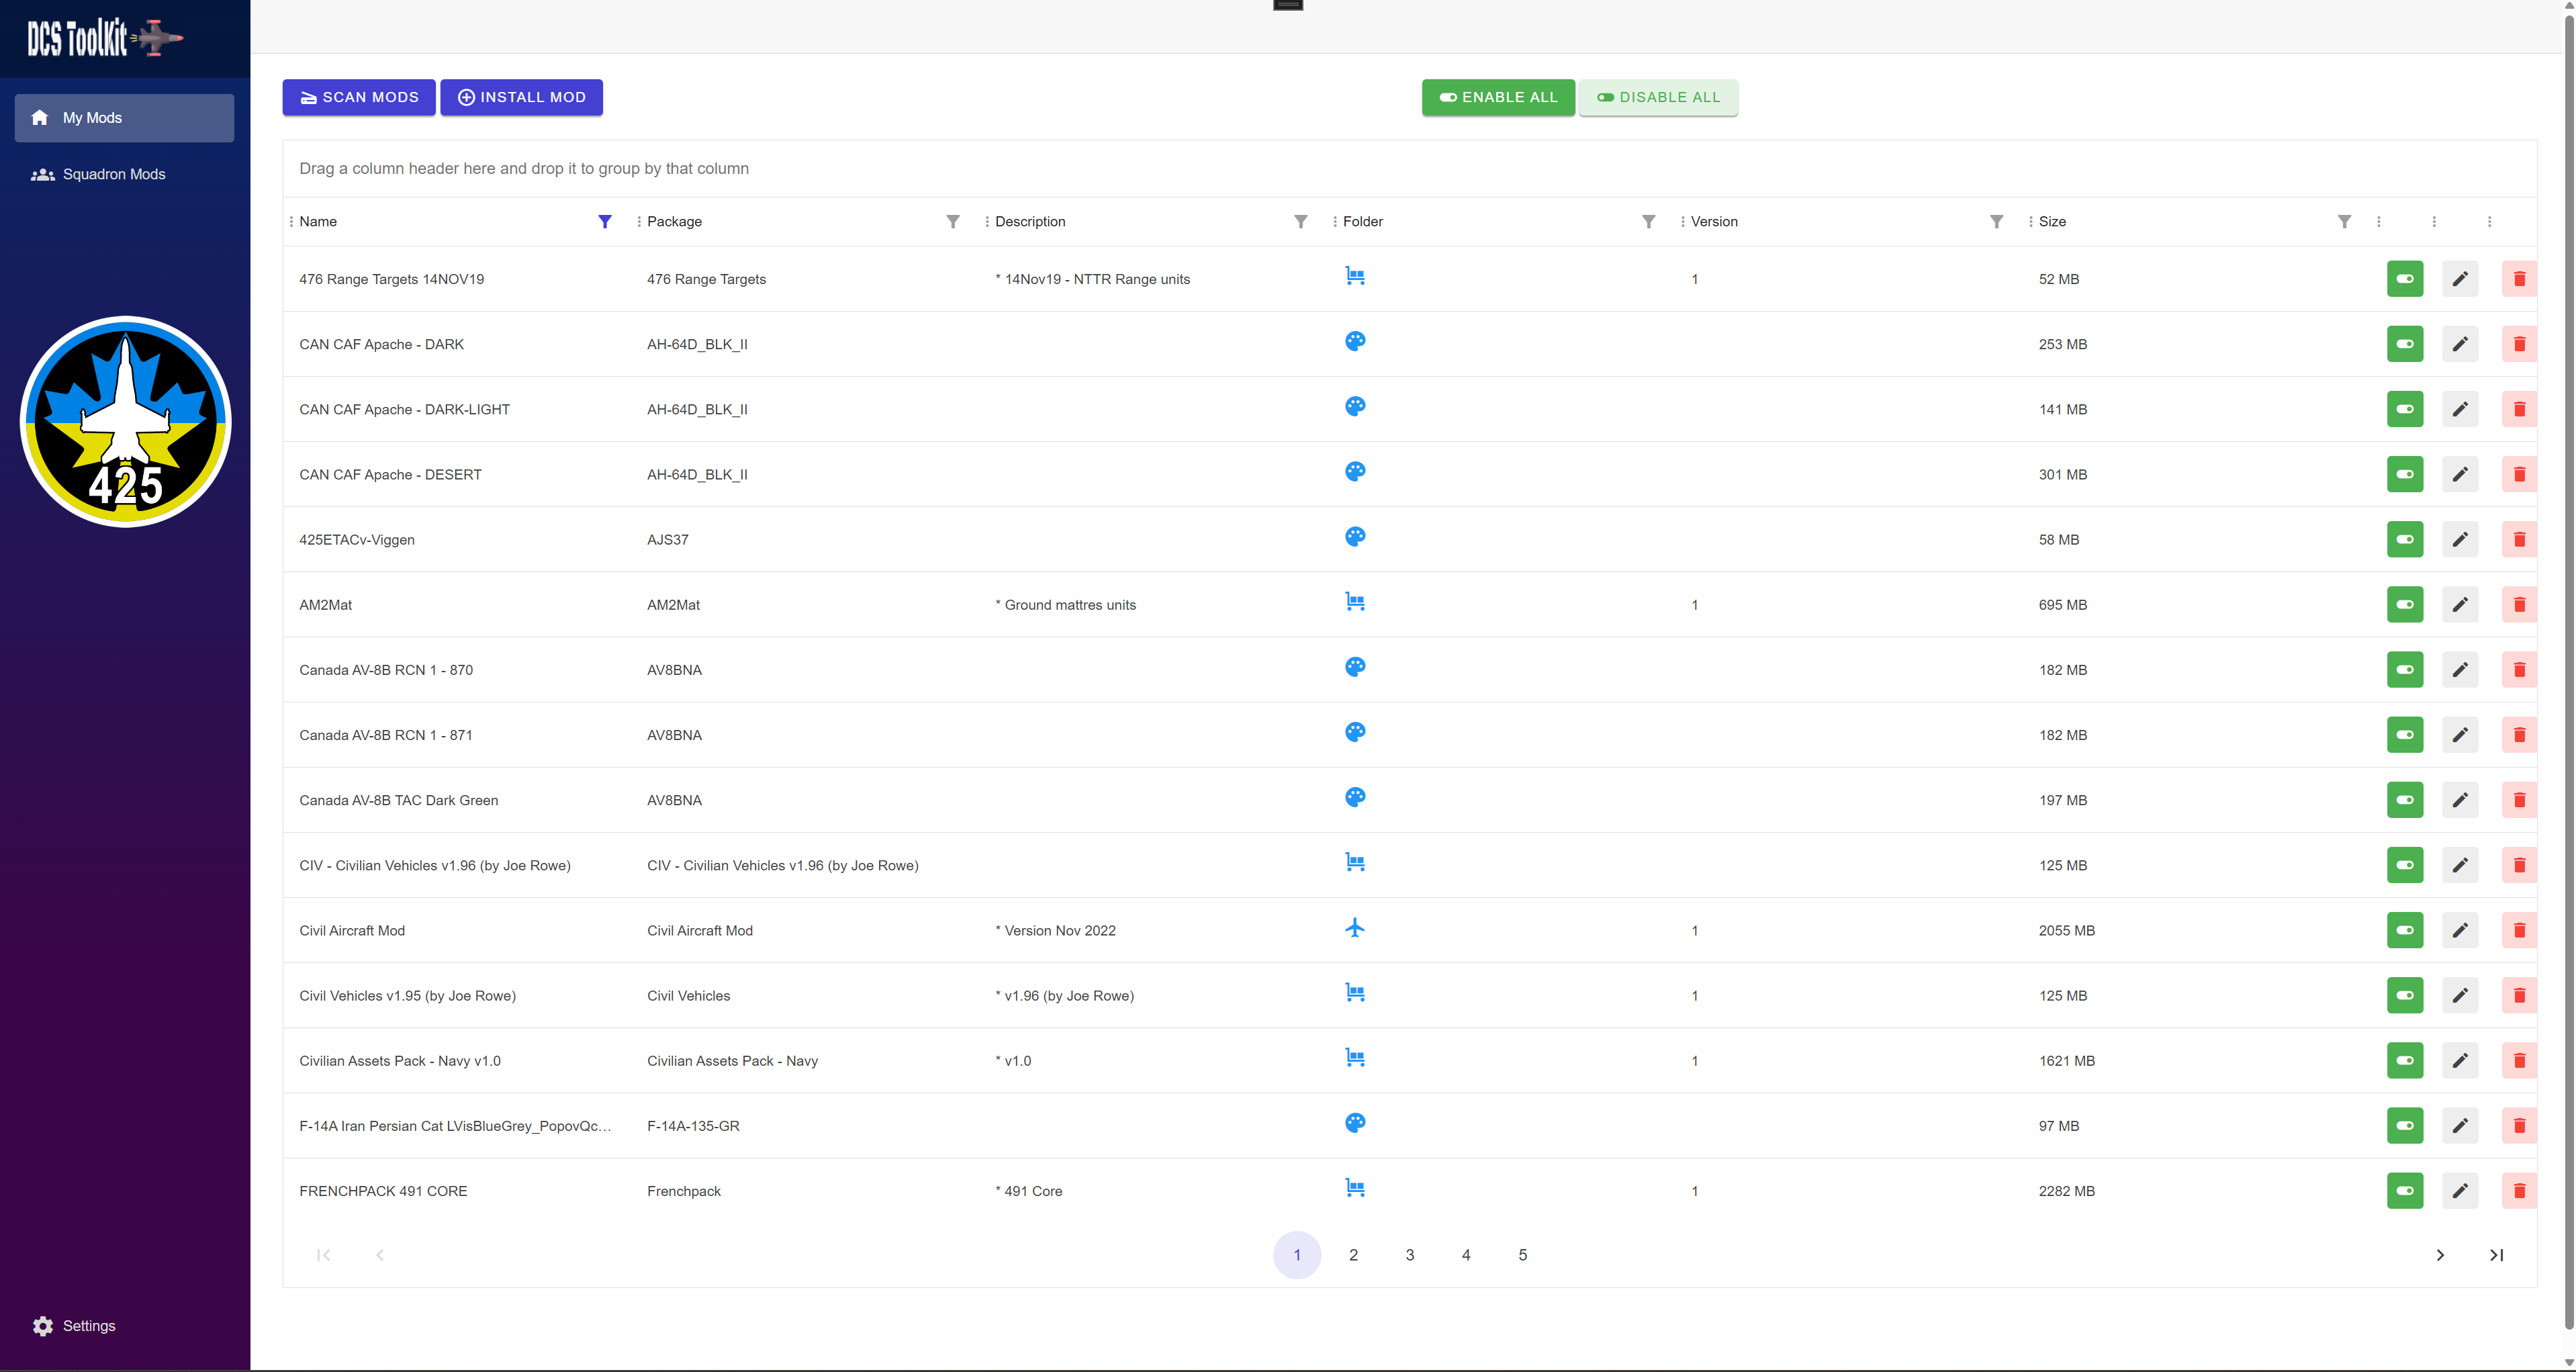 DCS ToolKit
My Mods
Squadron Mods
425
Settings
SCAN MODS INSTALL MOD ENABLE ALL DISABLE ALL
Drag a column header here and drop it to group by that column
Name Package Description Folder Version Size
476 Range Targets 14NOV19 476 Range Targets * 14Nov19 - NTTR Range units 1 52 MB
CAN CAF Apache - DARK AH-64D_BLK_II 253 MB
CAN CAF Apache - DARK-LIGHT AH-64D_BLK_II 141 MB
CAN CAF Apache - DESERT AH-64D_BLK_II 301 MB
425ETACv-Viggen AJS37 58 MB
AM2Mat AM2Mat * Ground mattres units 1 695 MB
Canada AV-8B RCN 1 - 870 AV8BNA 182 MB
Canada AV-8B RCN 1 - 871 AV8BNA 182 MB
Canada AV-8B TAC Dark Green AV8BNA 197 MB
CIV - Civilian Vehicles v1.96 (by Joe Rowe) CIV - Civilian Vehicles v1.96 (by Joe Rowe) 125 MB
Civil Aircraft Mod Civil Aircraft Mod * Version Nov 2022 1 2055 MB
Civil Vehicles v1.95 (by Joe Rowe) Civil Vehicles * v1.96 (by Joe Rowe) 1 125 MB
Civilian Assets Pack - Navy v1.0 Civilian Assets Pack - Navy * v1.0 1 1621 MB
F-14A Iran Persian Cat LVisBlueGrey_PopovQc... F-14A-135-GR 97 MB
FRENCHPACK 491 CORE Frenchpack * 491 Core 1 2282 MB
1 2 3 4 5